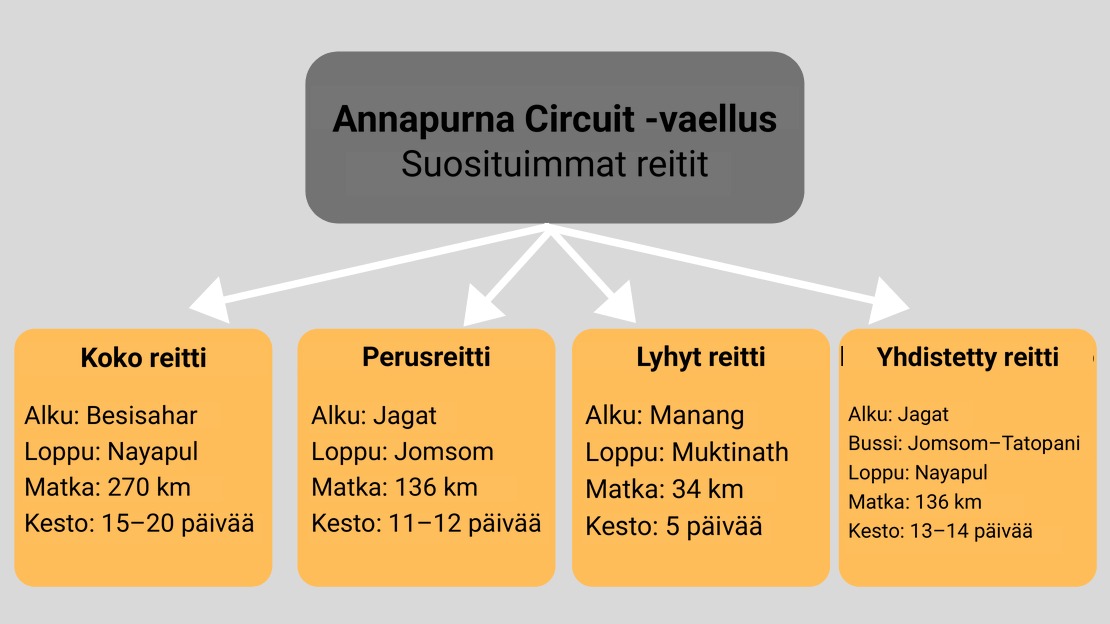 Annapurna Circuit -vaellus
Suosituimmat reitit
Koko reitti
Alku: Besisahar
Loppu: Nayapul
Matka: 270 km
Kesto: 15–20 päivää
Perusreitti
Alku: Jagat
Loppu: Jomsom
Matka: 136 km
Kesto: 11–12 päivää
Lyhyt reitti
Alku: Manang
Loppu: Muktinath
Matka: 34 km
Kesto: 5 päivää
Yhdistetty reitti
Alku: Jagat
Bussi: Jomsom–Tatopani
Loppu: Nayapul
Matka: 136 km
Kesto: 13–14 päivää